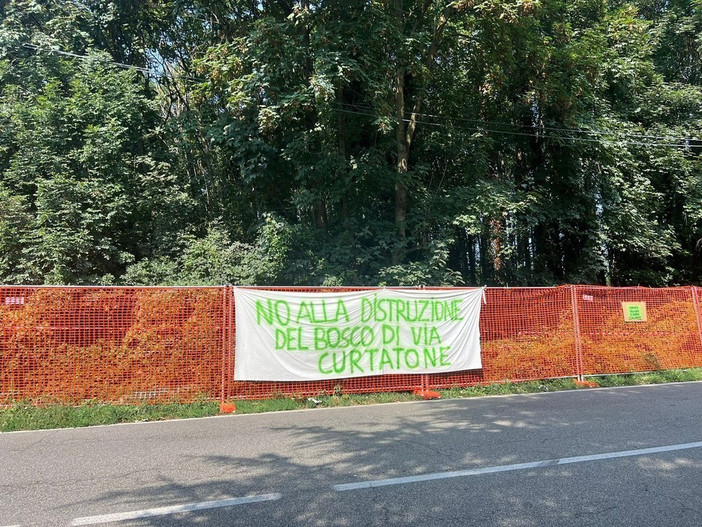 NO ALLA DISTRUZIONE
DEL BOSCO DI VIA
CURTATONE